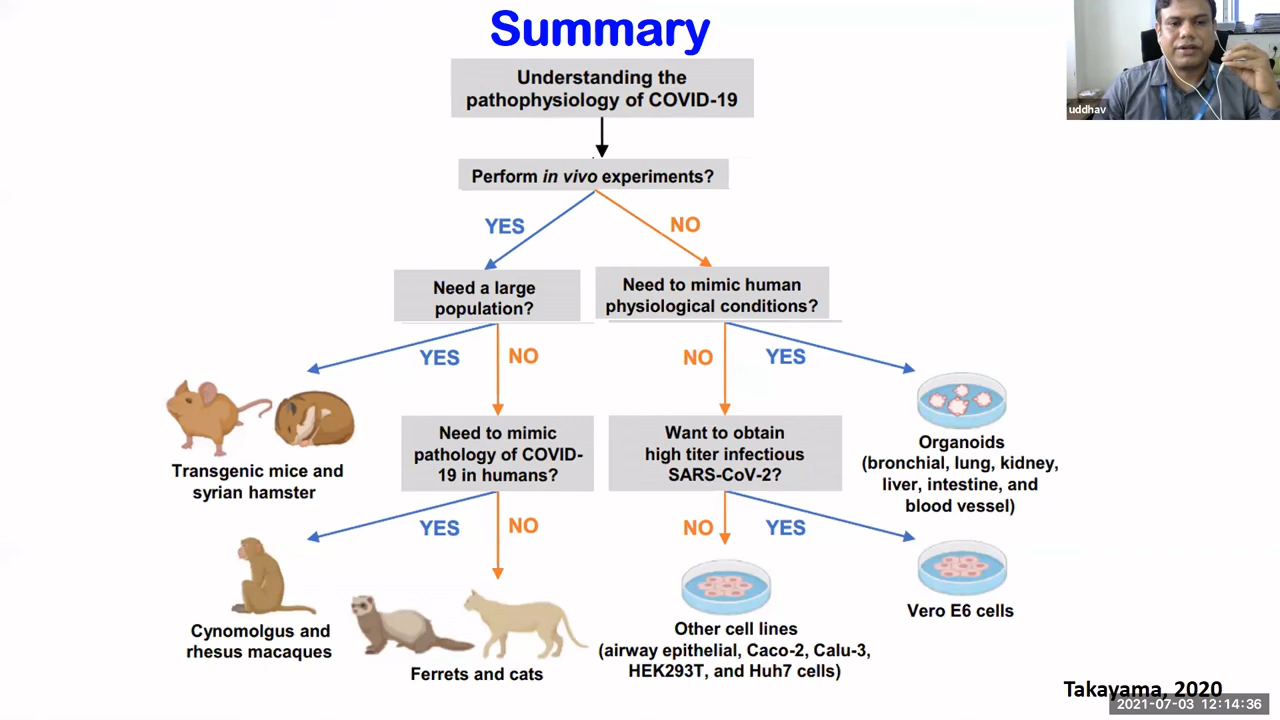 Summary
uddhav
Understanding the
pathophysiology of COVID-19
Perform in vivo experiments?
YES
NO
Need a large
population?
Need to mimic human
physiological conditions?
YES
NO
NO
YES
Transgenic mice and
syrian hamster
Need to mimic
pathology of COVID-
19 in humans?
Want to obtain
high titer infectious
SARS-CoV-2?
Organoids
(bronchial, lung, kidney,
liver, intestine, and
blood vessel)
YES
NO
NO
YES
Cynomolgus and
rhesus macaques
Ferrets and cats
Other cell lines
(airway epithelial, Caco-2, Calu-3,
HEK293T, and Huh7 cells)
Vero E6 cells
Takayama, 2020
2021-07-03 12:14:36